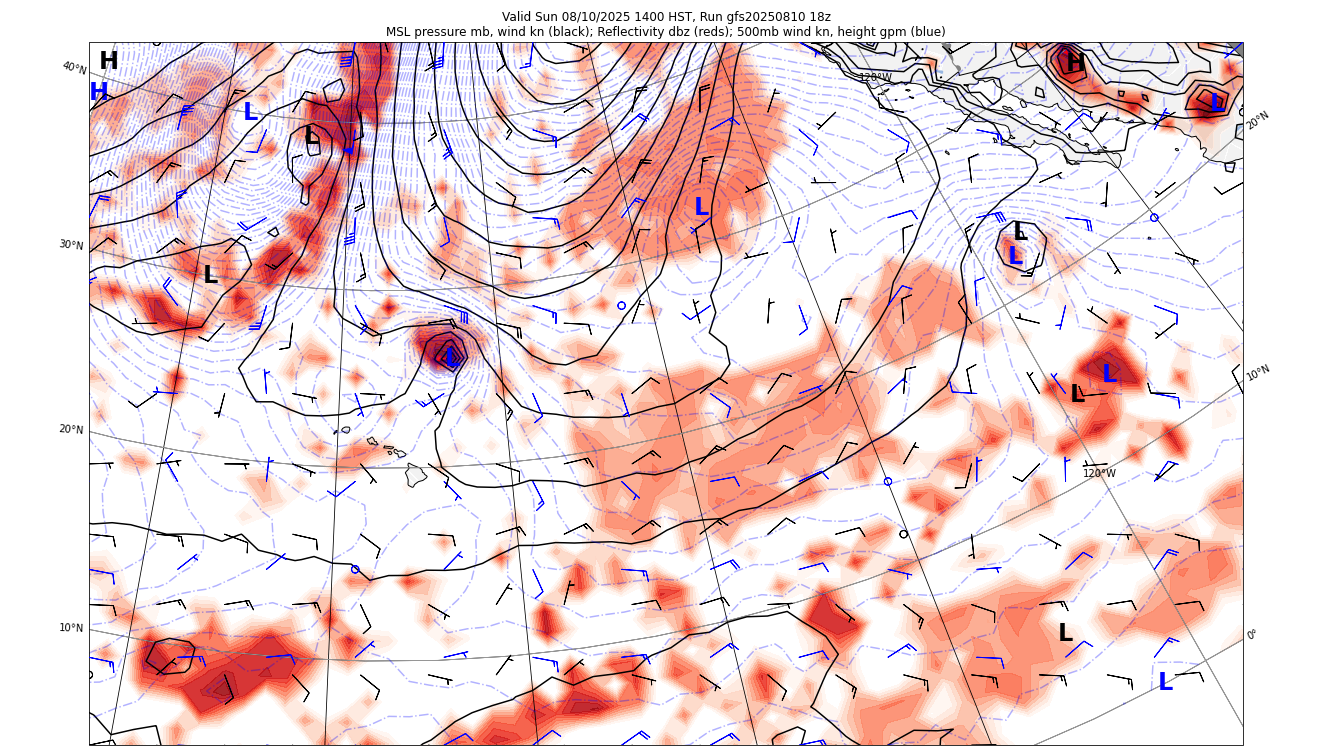 Valid Sun 08/10/2025 1400 HST, Run gfs20250810 18z
MSL pressure mb, wind kn (black); Reflectivity dbz (reds); 500mb wind kn, height gpm (blue)
H
40°N
H
120°W
H
L
L
20°N
L
L
30°N
L
L
L
L
L
10°N
L
20°N
120°W
10°N
L
0°
L